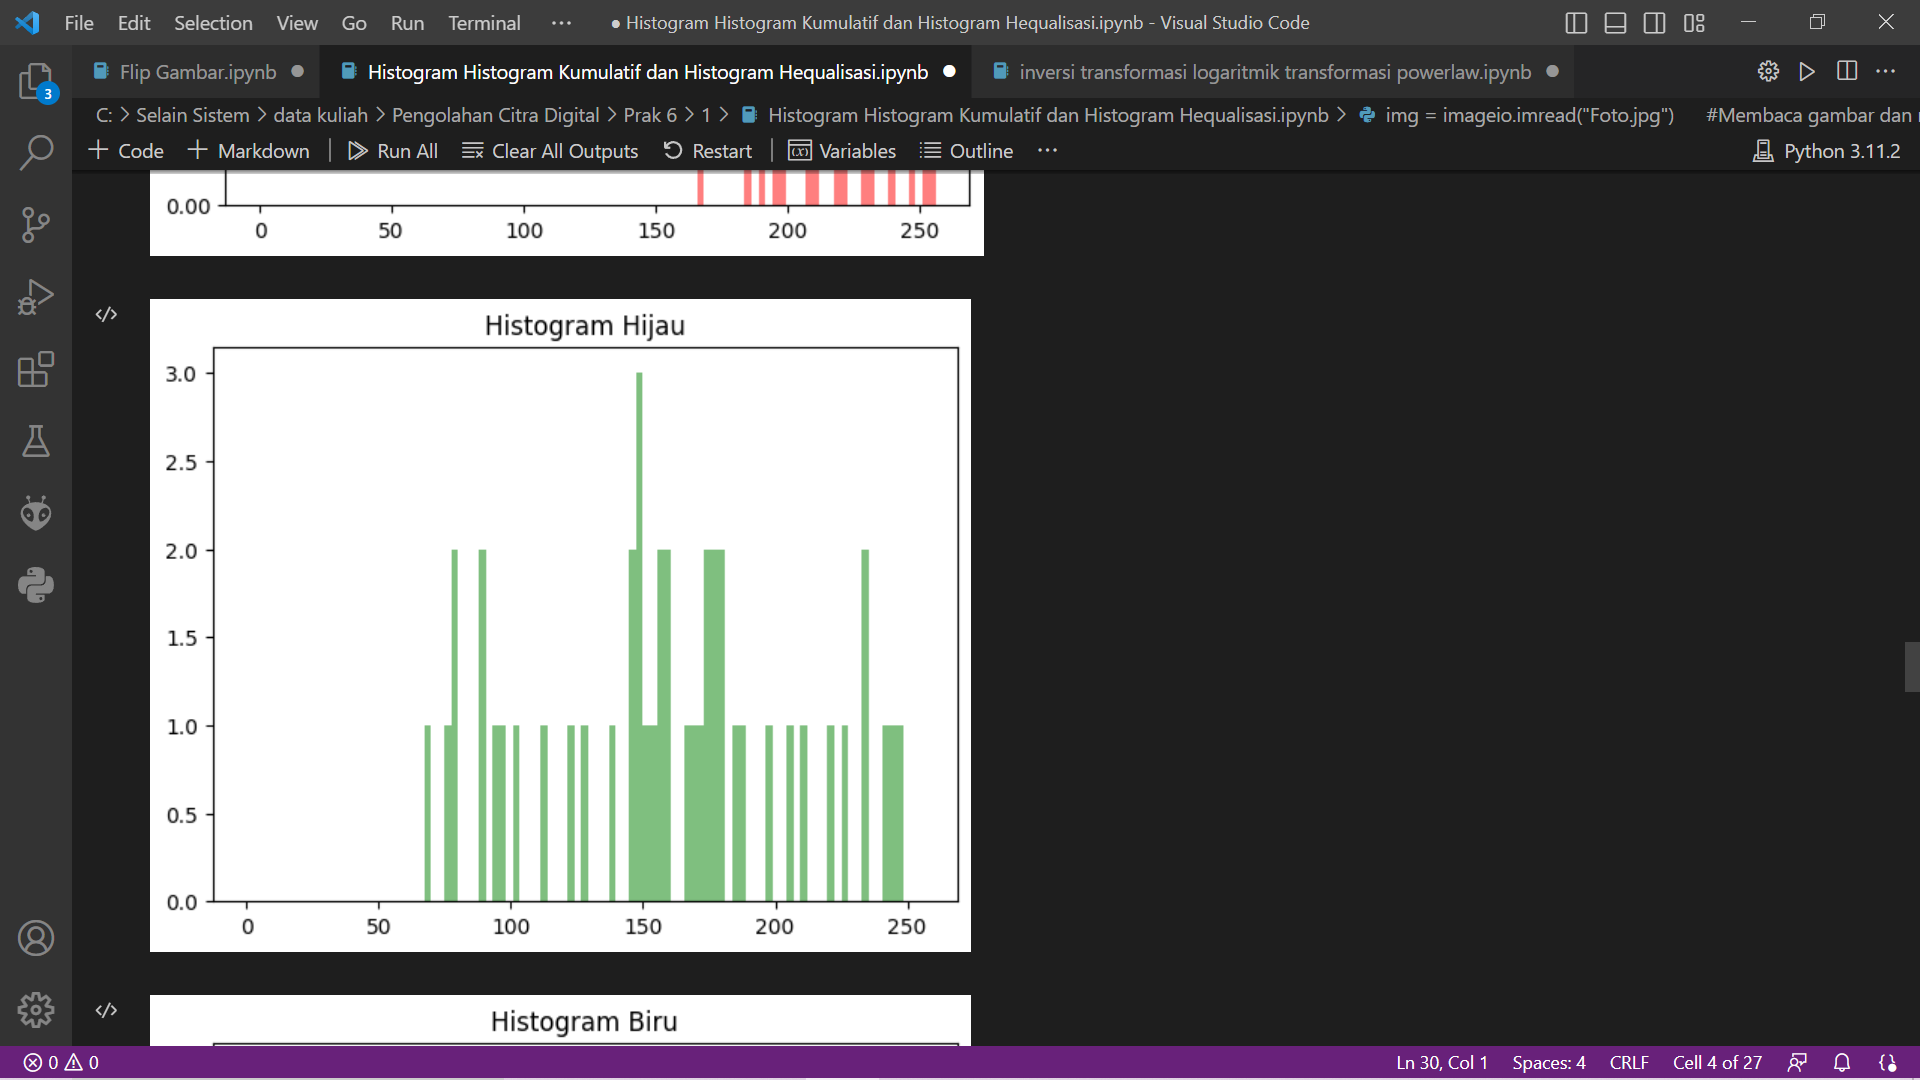 File Edit Selection View Go Run Terminal ··· ● Histogram Histogram Kumulatif dan Histogram Hequalisasi.ipynb - Visual Studio Code
Flip Gambar.ipynb Histogram Histogram Kumulatif dan Histogram Hequalisasi.ipynb inversi transformasi logaritmik transformasi powerlaw.ipynb
C: > Selain Sistem > data kuliah > Pengolahan Citra Digital > Prak 6 > 1 > Histogram Histogram Kumulatif dan Histogram Hequalisasi.ipynb > img = imageio.imread("Foto.jpg") #Membaca gambar dan
+ Code + Markdown Run All Clear All Outputs Restart Variables Outline ··· Python 3.11.2
3
0.00
0 50 100 150 200 250
Histogram Hijau
3.0
2.5
2.0
1.5
1.0
0.5
0.0
0 50 100 150 200 250
Histogram Biru
0 0 Ln 30, Col 1 Spaces: 4 CRLF Cell 4 of 27